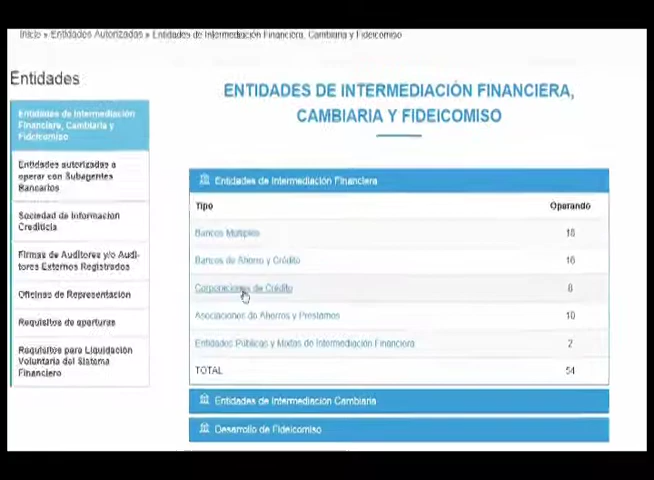 Inicio » Entidades Autorizadas » Entidades de Intermediación Financiera, Cambiaria y Fideicomiso
Entidades
Entidades de Intermediación
Financiera, Cambiaria y
Fideicomiso
Entidades autorizadas a
operar con Subagentes
Bancarios
Sociedad de Información
Crediticia
Firmas de Auditores y/o Audi-
tores Externos Registrados
Oficinas de Representación
Requisitos de aperturas
Requisitos para Liquidación
Voluntaria del Sistema
Financiero
ENTIDADES DE INTERMEDIACIÓN FINANCIERA,
CAMBIARIA Y FIDEICOMISO
Entidades de Intermediación Financiera
Tipo Operando
Bancos Múltiples 18
Bancos de Ahorro y Crédito 16
Corporaciones de Crédito 8
Asociaciones de Ahorros y Préstamos 10
Entidades Públicas y Mixtas de Intermediación Financiera 2
TOTAL 54
Entidades de Intermediación Cambiaria
Desarrollo de Fideicomiso